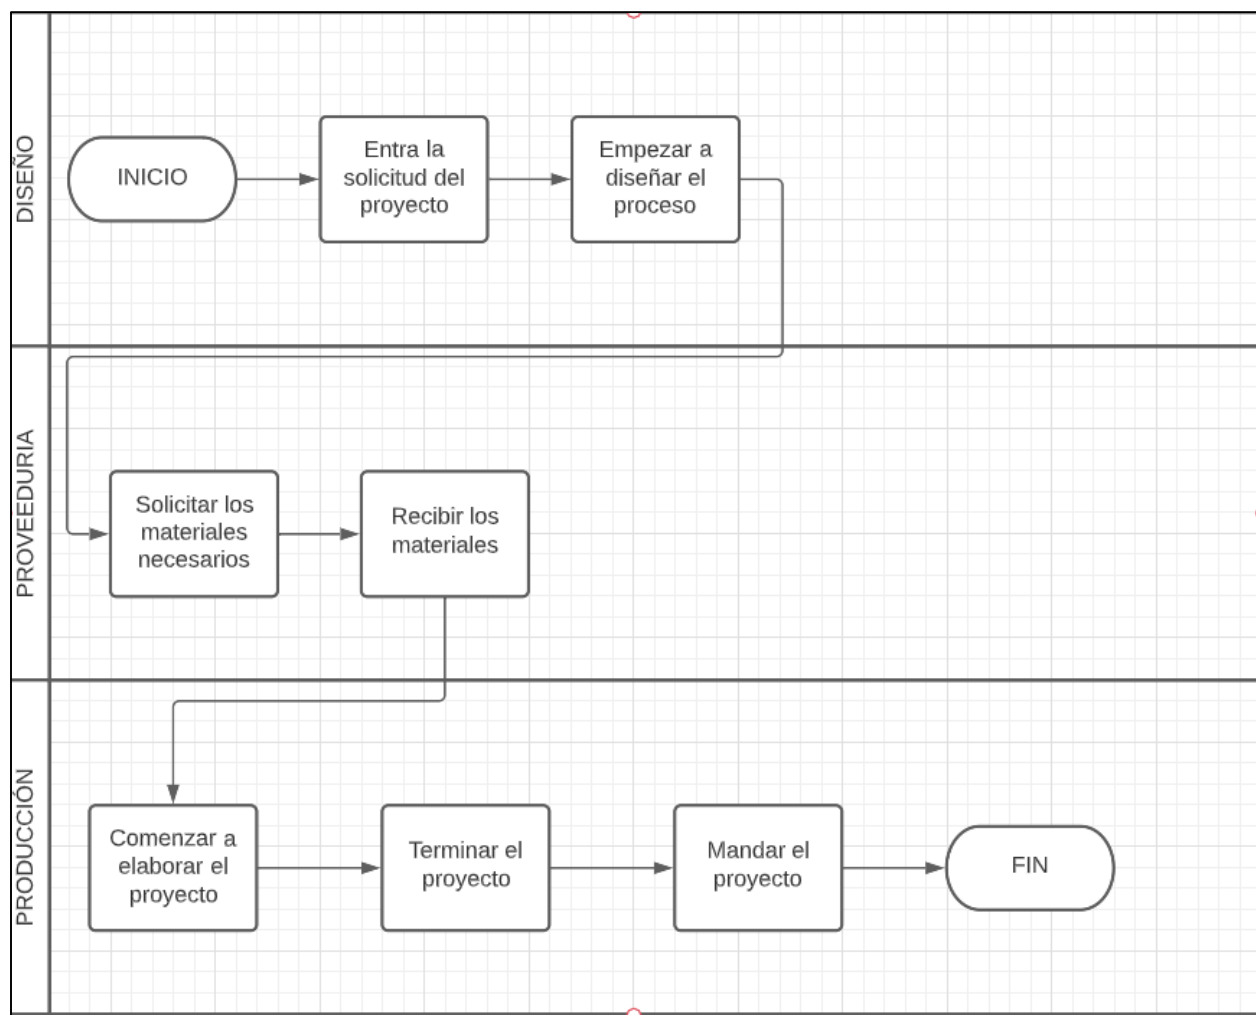 DISEÑO
INICIO
Entra la
solicitud del
proyecto
Empezar a
diseñar el
proceso
PROVEEDURIA
Solicitar los
materiales
necesarios
Recibir los
materiales
PRODUCCIÓN
Comenzar a
elaborar el
proyecto
Terminar el
proyecto
Mandar el
proyecto
FIN